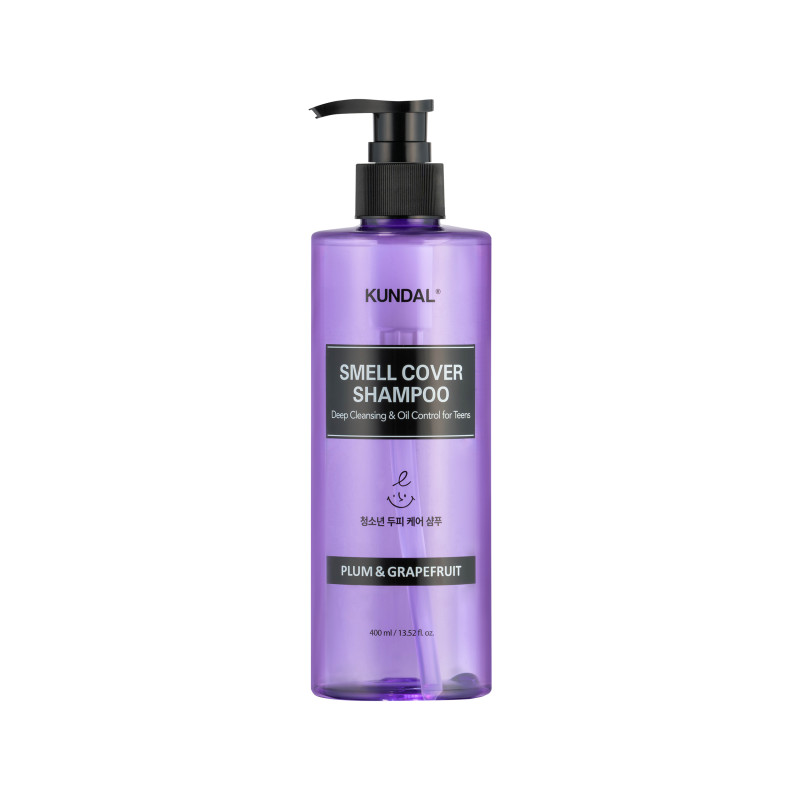 KUNDAL®
SMELL COVER
SHAMPOO
Deep Cleansing & Oil Control for Teens
청소년 두피 케어 샴푸
PLUM & GRAPEFRUIT
400 ml / 13.52 fl. oz.